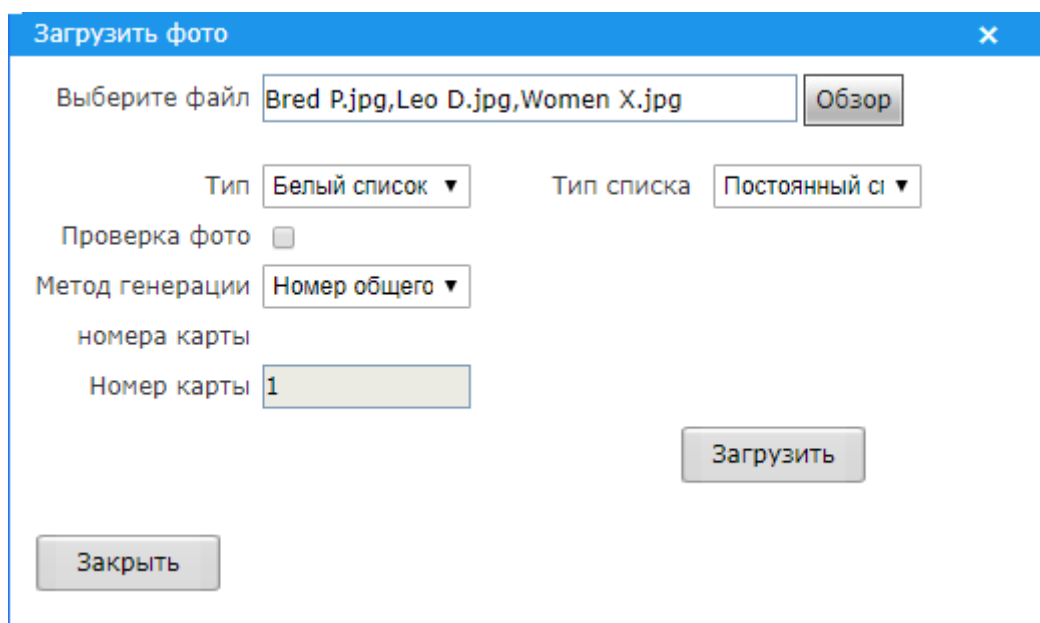 Загрузить фото
Выберите файл Bred P.jpg,Leo D.jpg,Women X.jpg Обзор
Тип Белый список Тип списка Постоянный сп
Проверка фото
Метод генерации Номер общего
номера карты
Номер карты 1
Загрузить
Закрыть